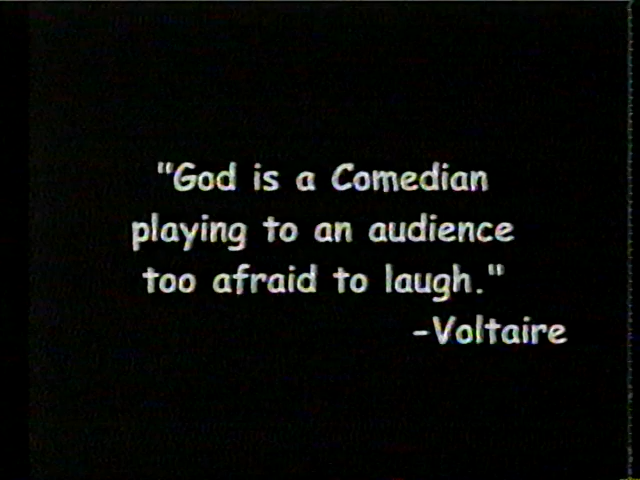 "God is a Comedian
playing to an audience
too afraid to laugh."
-Voltaire